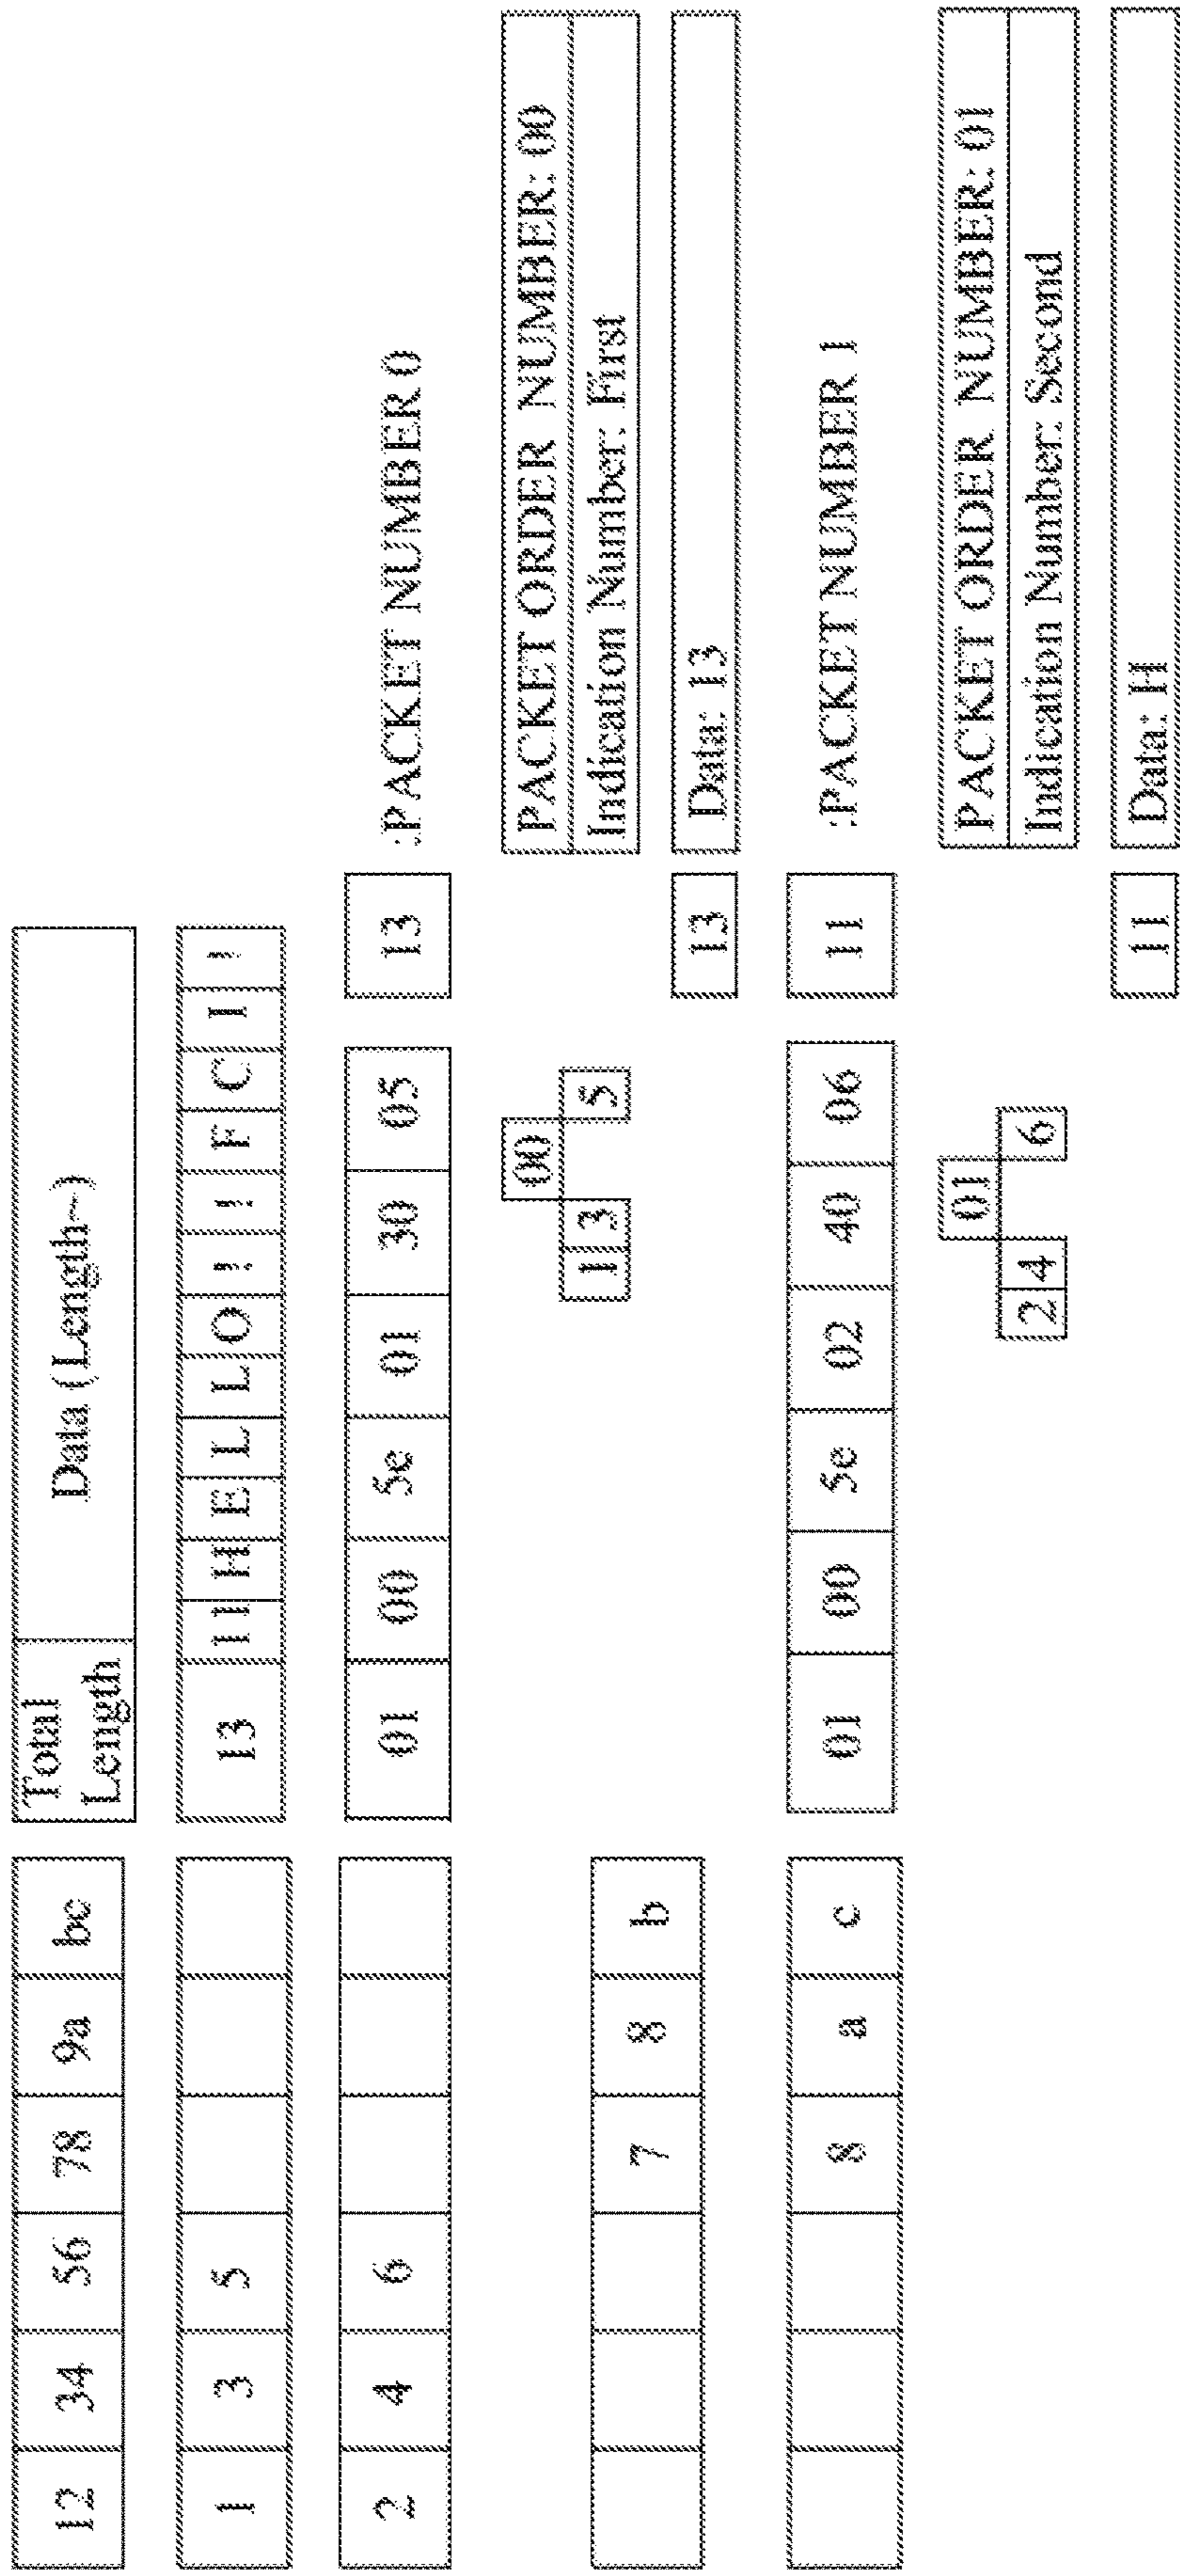 12 34 56 78 9a bc
Total Length
Data (Length~)
1 3 5
13 11 H E L L O ! ! F C I !
2 4 6
01 00 5e 01 30 05
13
:PACKET NUMBER 0
00
PACKET ORDER NUMBER: 00
1 3 5
Indication Number: First
7 8 b
13
Data: 13
8 a c
01 00 5e 02 40 06
11
:PACKET NUMBER 1
01
PACKET ORDER NUMBER: 01
2 4 6
Indication Number: Second
11
Data: H